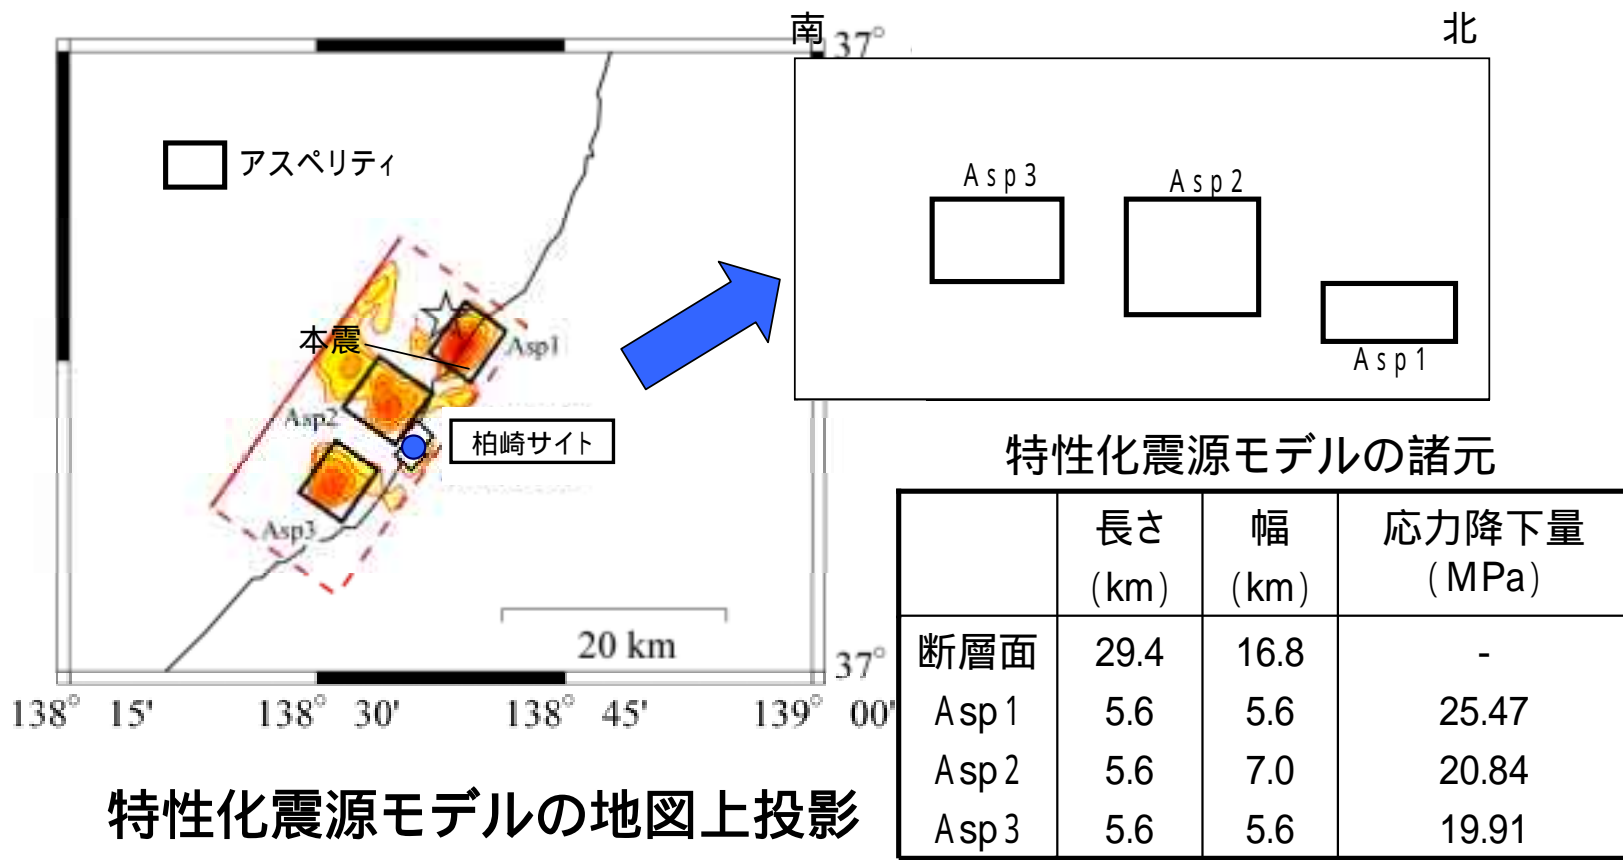 南
北
37°
アスペリティ
Asp3
Asp2
Asp1
本震
Asp1
Asp2
柏崎サイト
Asp3
20 km
37°
138° 15'
138° 30'
138° 45'
139° 00'
特性化震源モデルの地図上投影
特性化震源モデルの諸元
長さ (km) 幅 (km) 応力降下量 (MPa)
断層面 29.4 16.8 -
Asp1 5.6 5.6 25.47
Asp2 5.6 7.0 20.84
Asp3 5.6 5.6 19.91